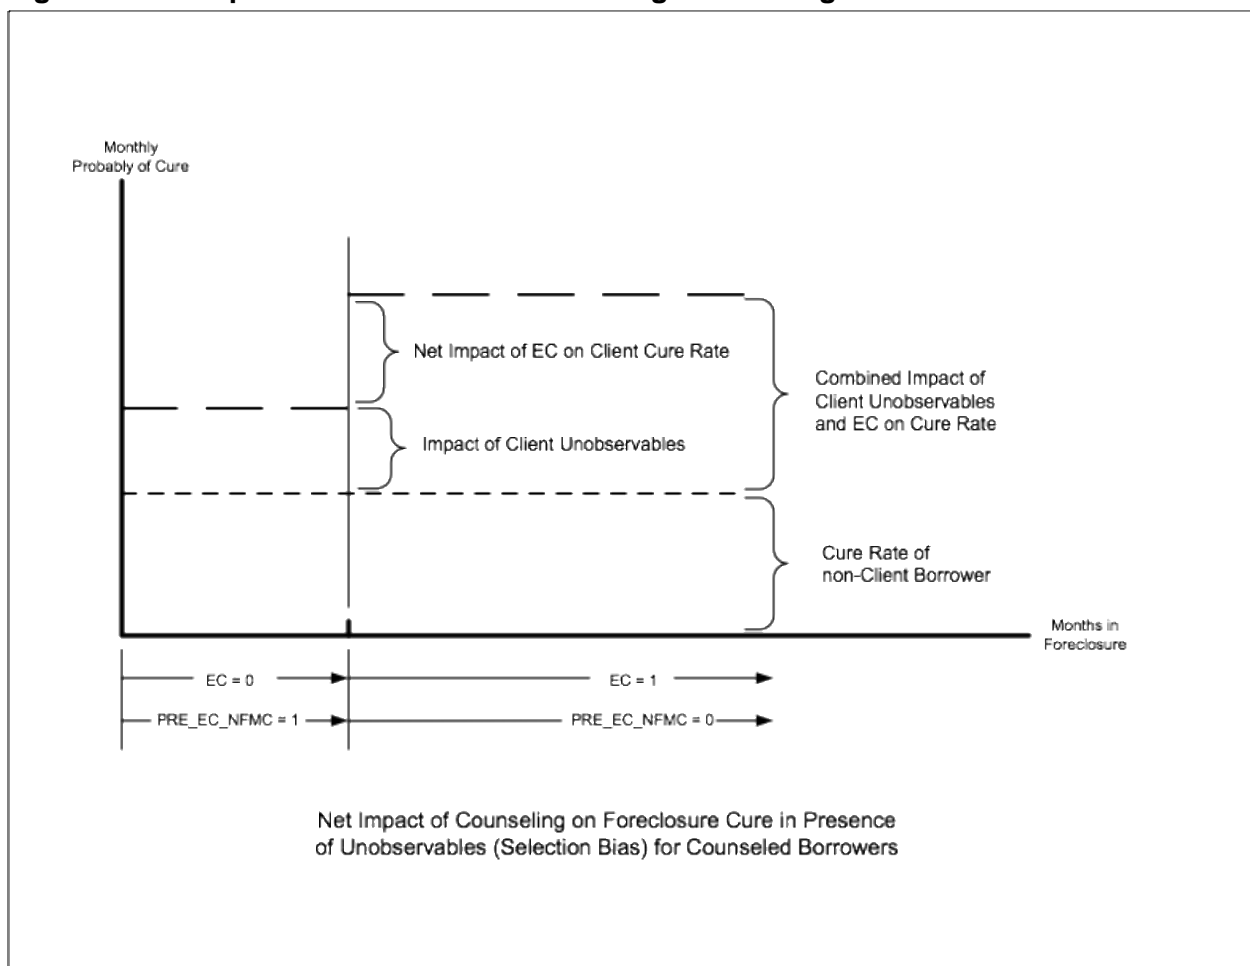 Monthly
Probably of Cure
Net Impact of EC on Client Cure Rate
Combined Impact of
Client Unobservables
and EC on Cure Rate
Impact of Client Unobservables
Cure Rate of
non-Client Borrower
Months in
Foreclosure
EC = 0
EC = 1
PRE_EC_NFMC = 1
PRE_EC_NFMC = 0
Net Impact of Counseling on Foreclosure Cure in Presence
of Unobservables (Selection Bias) for Counseled Borrowers